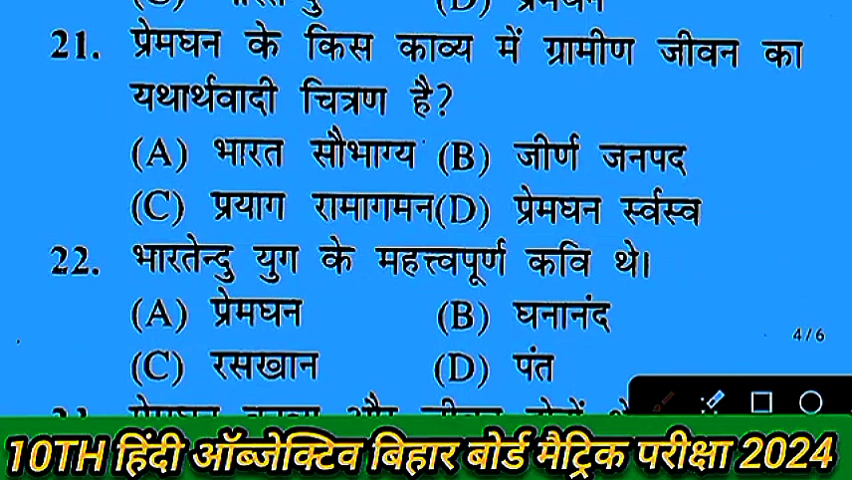 21. प्रेमघन के किस काव्य में ग्रामीण जीवन का
यथार्थवादी चित्रण है?
(A) भारत सौभाग्य (B) जीर्ण जनपद
(C) प्रयाग रामागमन(D) प्रेमघन र्स्वस्व
22. भारतेन्दु युग के महत्त्वपूर्ण कवि थे।
(A) प्रेमघन (B) घनानंद
4/6
(C) रसखान (D) पंत
10TH हिंदी ऑब्जेक्टिव बिहार बोर्ड मैट्रिक परीक्षा 2024